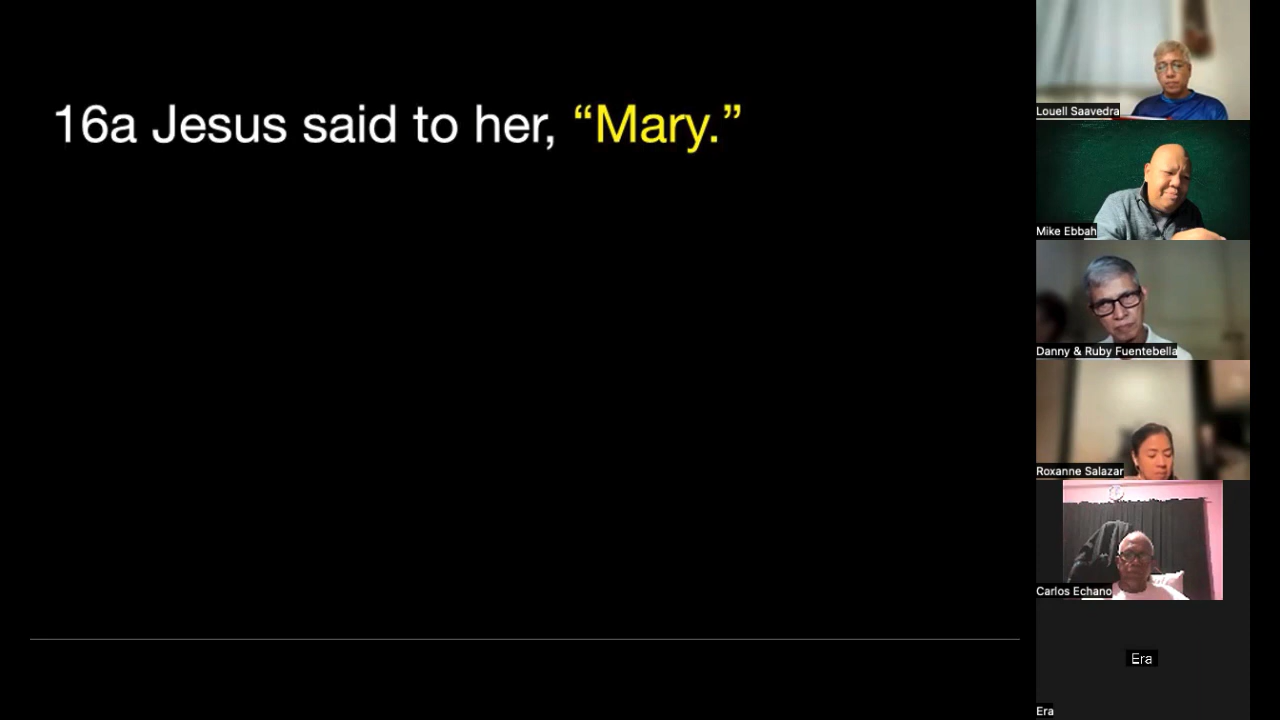 16a Jesus said to her, “Mary.”
Louell Saavedra
Mike Ebbah
Danny & Ruby Fuentebella
Roxanne Salazar
Carlos Echano
Era
Era